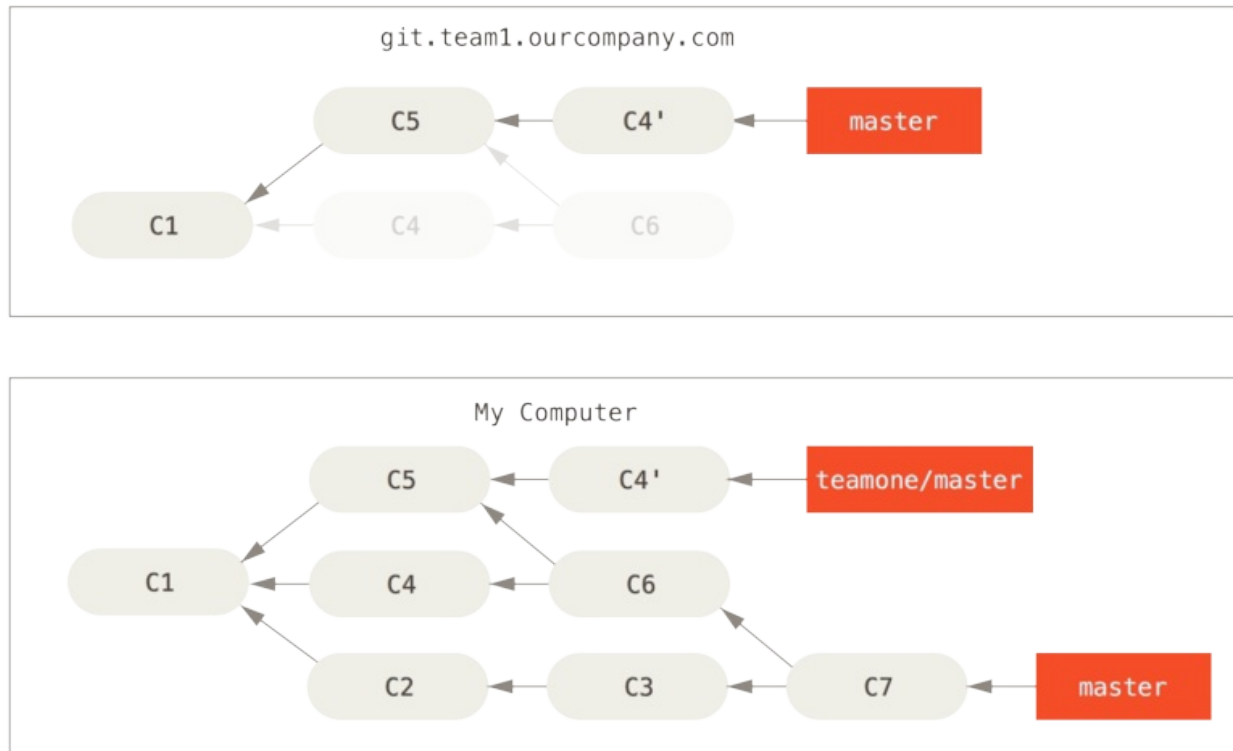 git.team1.ourcompany.com
C5 C4' master
C1 C4 C6
My Computer
C5 C4' teamone/master
C1 C4 C6
C2 C3 C7 master